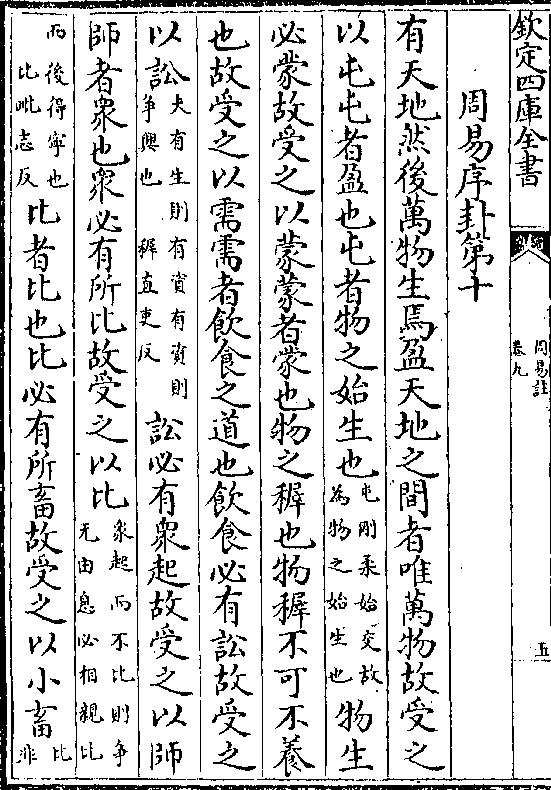 欽定四庫全書
周易註
卷九
五
周易序卦第十
有天地然後萬物生焉盈天地之間者唯萬物故受之
以屯屯者盈也屯者物之始生也屯剛柔始交故為物之始生也物生
必蒙故受之以蒙蒙者蒙也物之穉也物穉不可不養
也故受之以需需者飲食之道也飲食必有訟故受之
以訟夫有生則有資有資則爭興也 穉直吏反訟必有衆起故受之以師
師者衆也衆必有所比故受之以比衆起而不比則爭无由息必相親比
而後得寧也比毗志反比者比也比必有所畜故受之以小畜比非